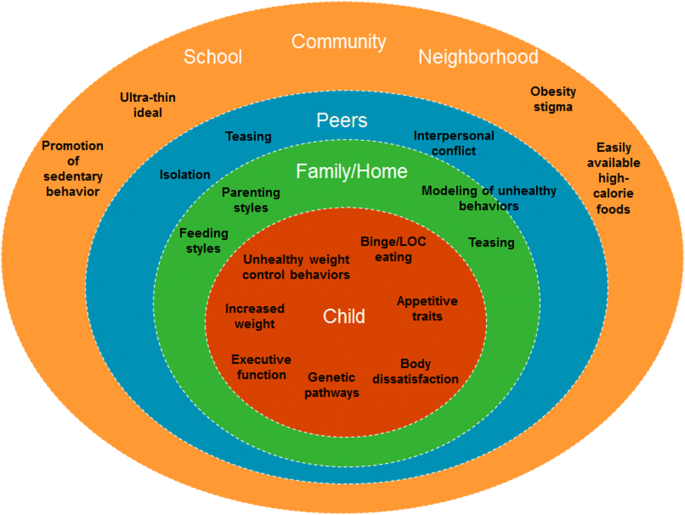 Community
School
Neighborhood
Ultra-thin
ideal
Obesity
stigma
Promotion
of
sedentary
behavior
Easily
available
high-
calorie
foods
Peers
Teasing
Interpersonal
conflict
Isolation
Family/Home
Parenting
styles
Modeling of unhealthy
behaviors
Feeding
styles
Teasing
Unhealthy weight
control behaviors
Binge/LOC
eating
Increased
weight
Child
Appetitive
traits
Executive
function
Genetic
pathways
Body
dissatisfaction